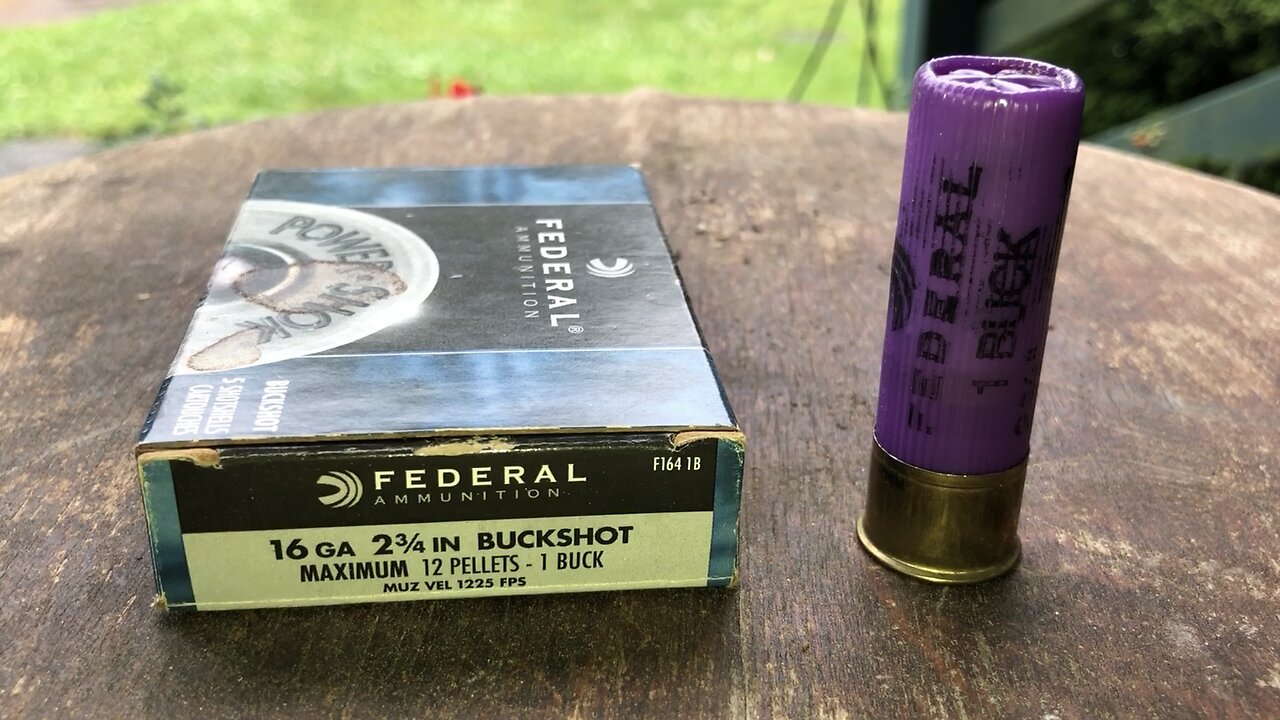 POWER
SHOK
FEDERAL®
AMMUNITION
BUCKSHOT
5 SHOTSHELLS
CARTOUCHES
FEDERAL
AMMUNITION
F164 1B
16 GA 2¾ IN BUCKSHOT
MAXIMUM 12 PELLETS - 1 BUCK
MUZ VEL 1225 FPS
FEDERAL
1 BUCK